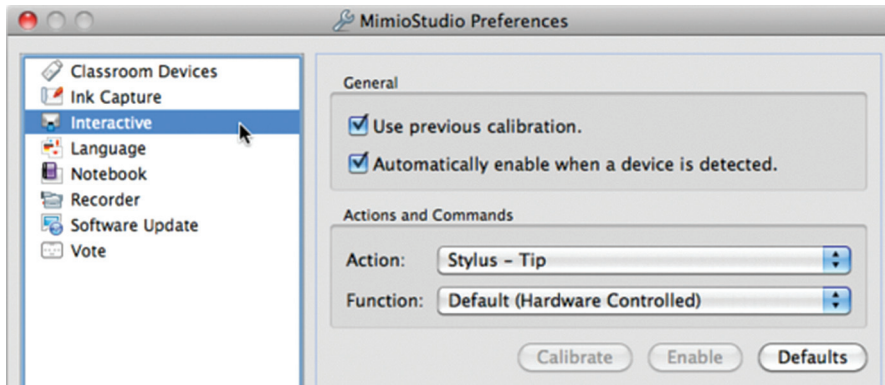 MimioStudio Preferences
Classroom Devices
Ink Capture
Interactive
Language
Notebook
Recorder
Software Update
Vote
General
Use previous calibration.
Automatically enable when a device is detected.
Actions and Commands
Action: Stylus – Tip
Function: Default (Hardware Controlled)
Calibrate Enable Defaults